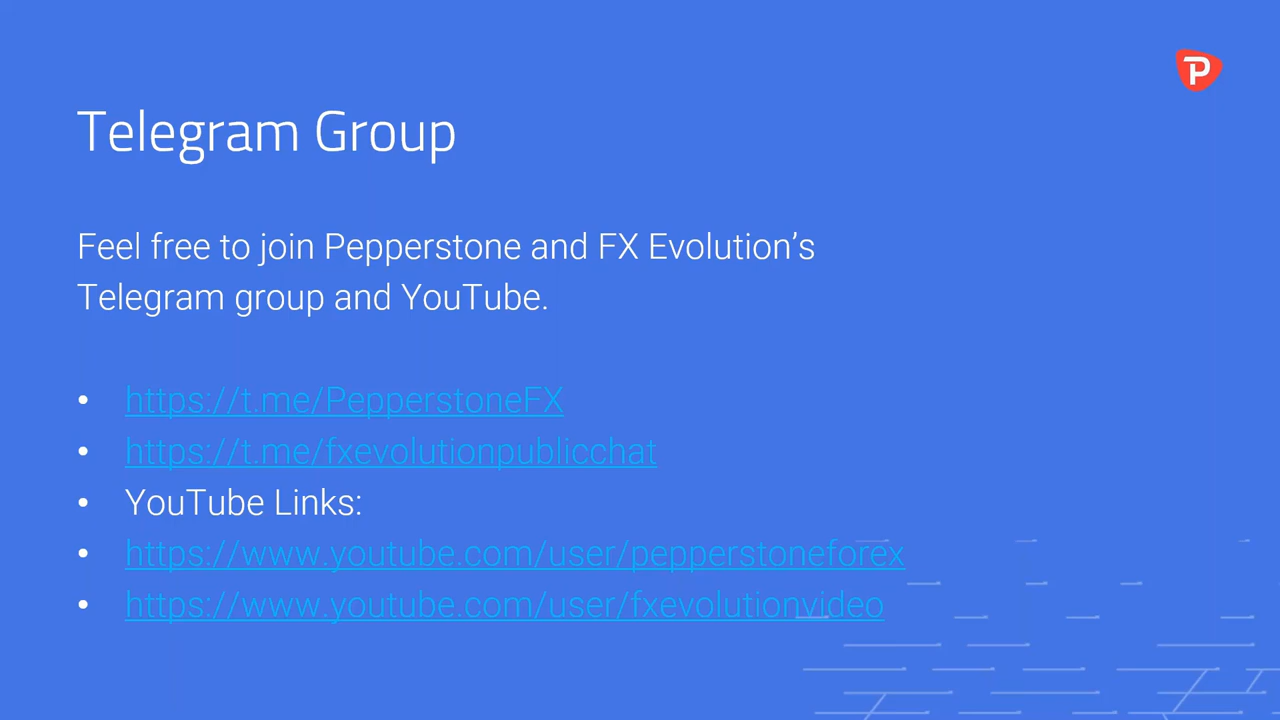 Telegram Group
Feel free to join Pepperstone and FX Evolution’s
Telegram group and YouTube.
• https://t.me/PepperstoneFX
• https://t.me/fxevolutionpublicchat
• YouTube Links:
• https://www.youtube.com/user/pepperstoneforex
• https://www.youtube.com/user/fxevolutionvideo